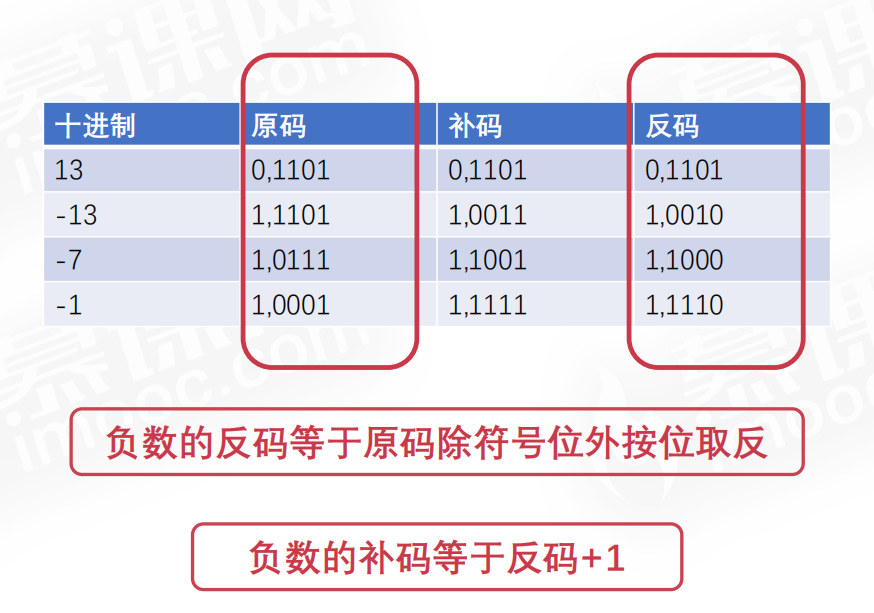 十进制 原码 补码 反码
13 0,1101 0,1101 0,1101
-13 1,1101 1,0011 1,0010
-7 1,0111 1,1001 1,1000
-1 1,0001 1,1111 1,1110
负数的反码等于原码除符号位外按位取反
负数的补码等于反码+1